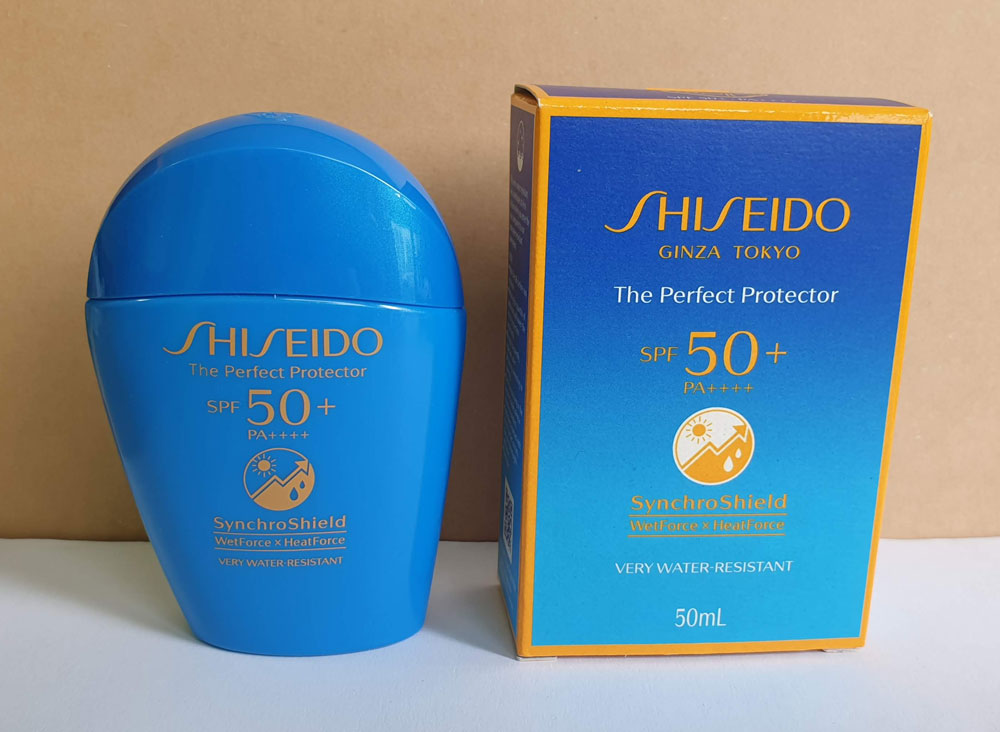 SHISEIDO
The Perfect Protector
SPF 50+
PA++++
SynchroShield
WetForce × HeatForce
VERY WATER-RESISTANT
SHISEIDO
GINZA TOKYO
The Perfect Protector
SPF 50+
PA++++
SynchroShield
WetForce × HeatForce
VERY WATER-RESISTANT
50mL